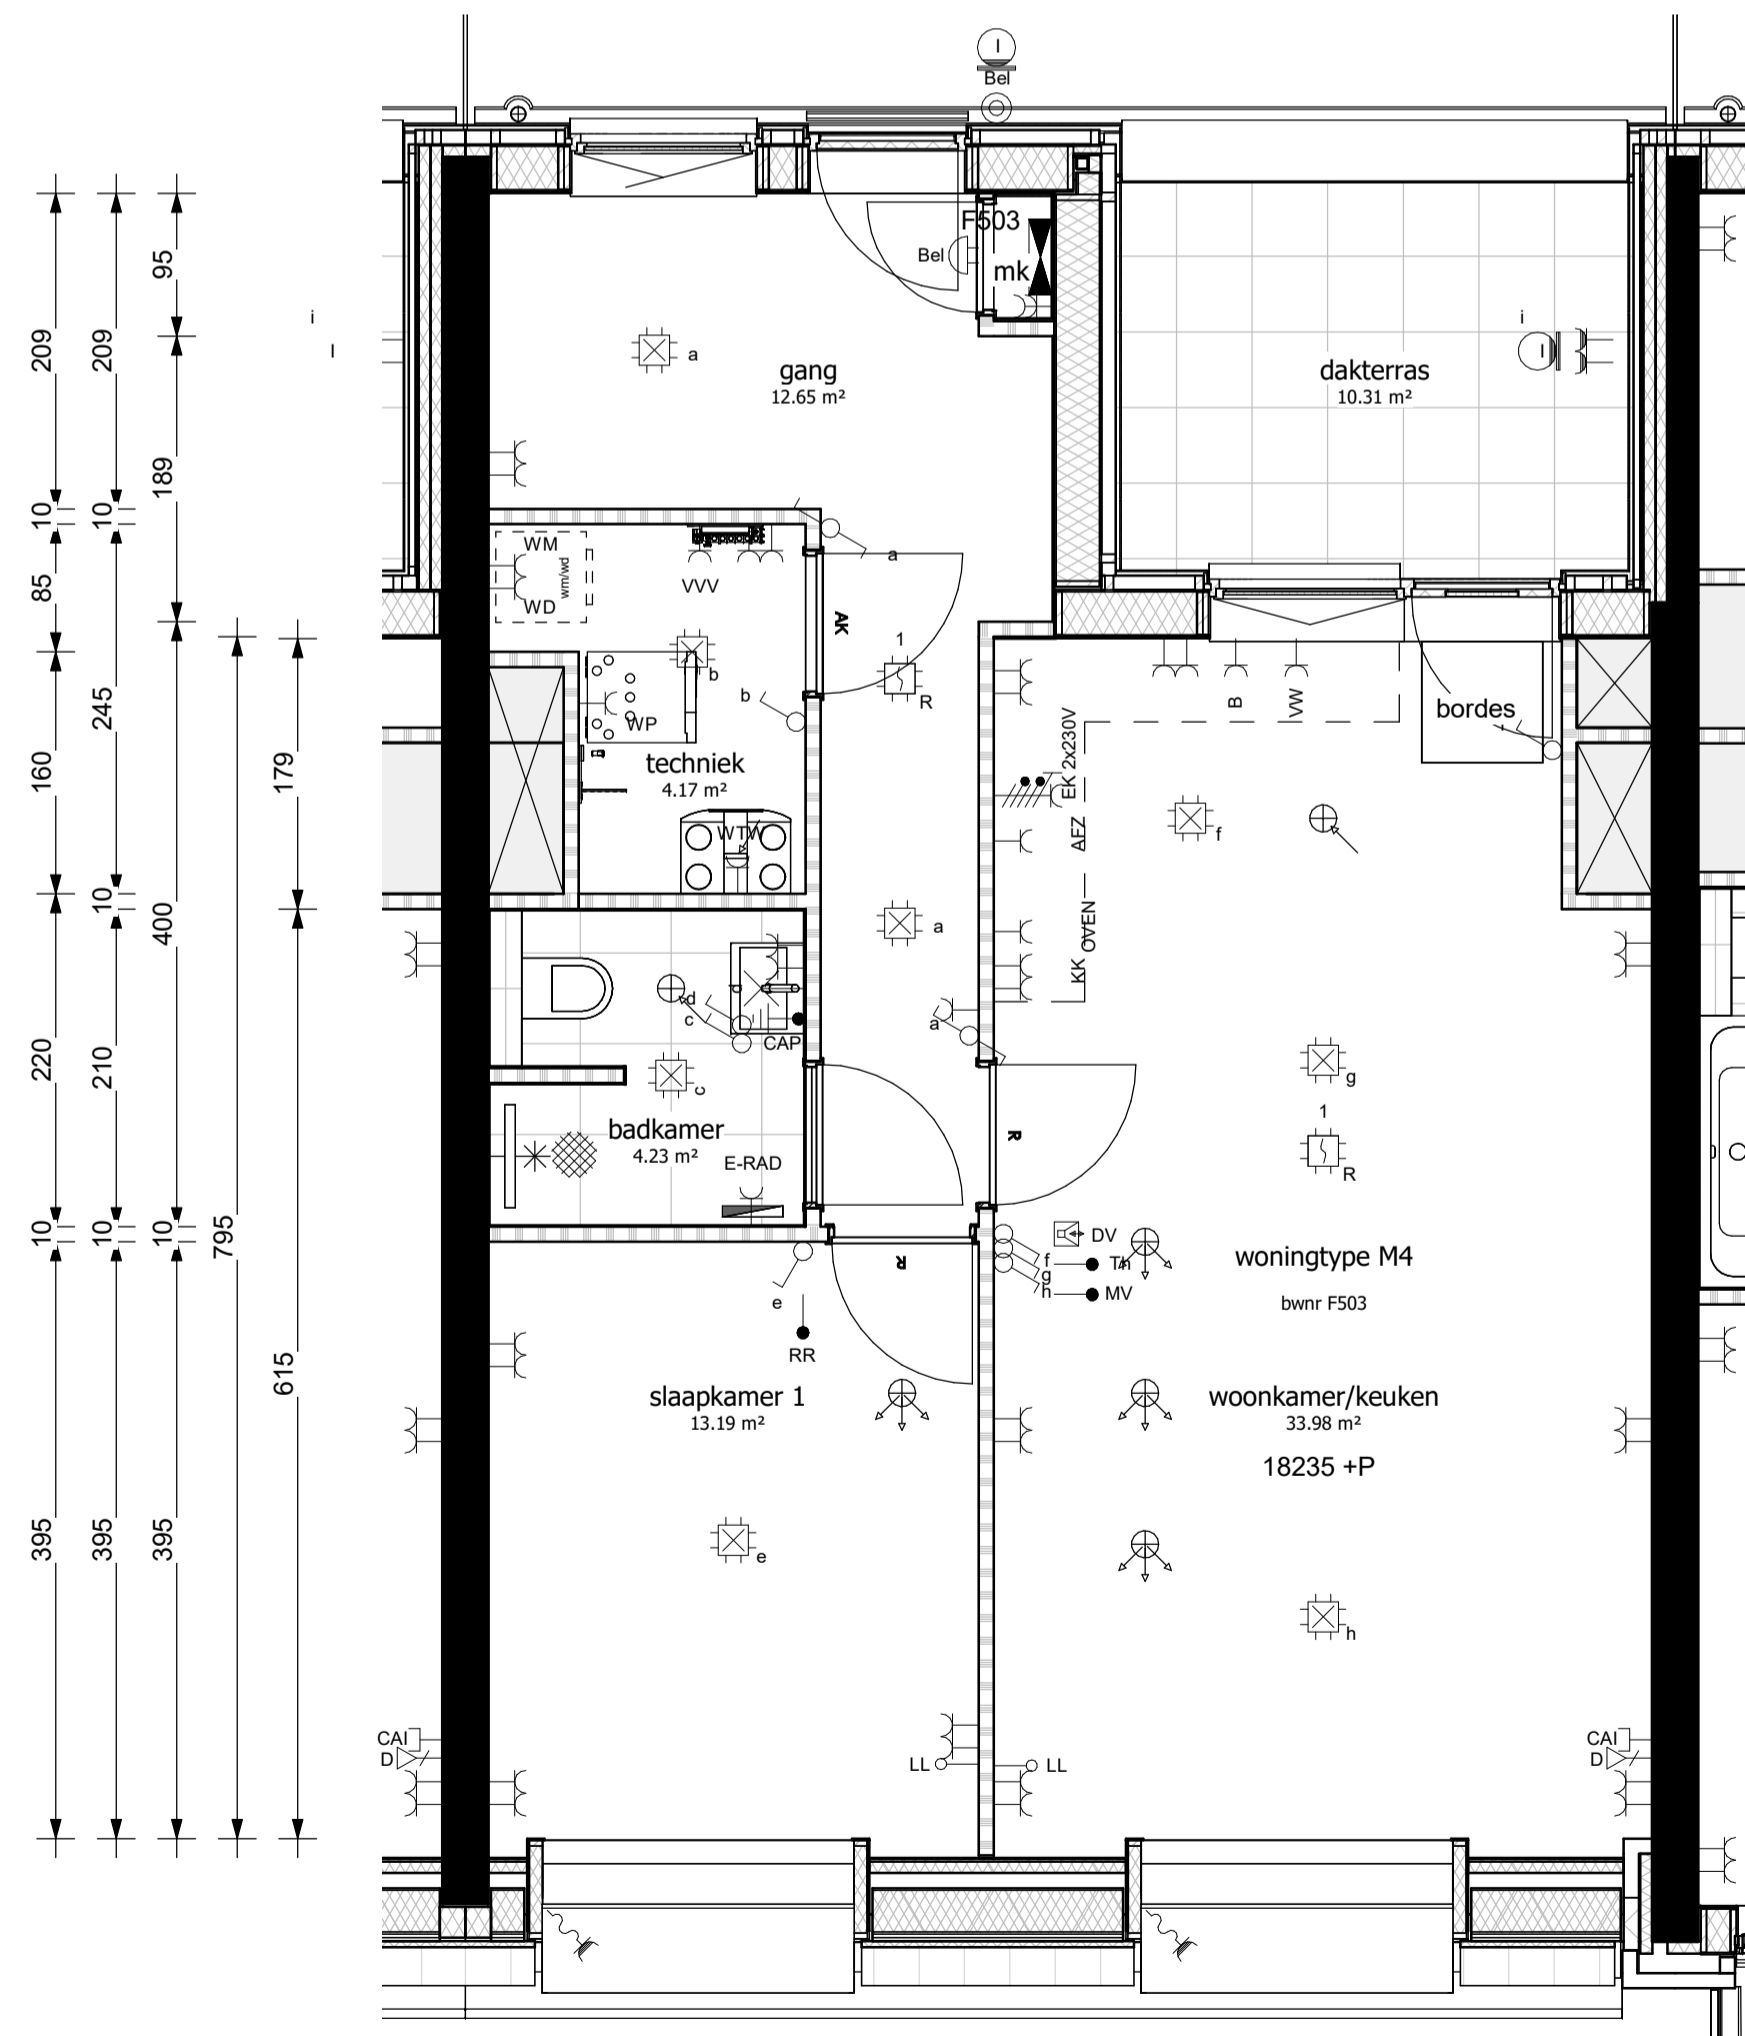 I
Bel
F503
Bel
mk
95
209
209
i
I
i
I
a
gang
12.65 m²
dakterras
10.31 m²
189
10
10
a
WM
wm/wd
WD
VVV
AK
85
1
R
b
b
WP
245
B
VW
bordes
EK 2x230V
160
179
techniek
4.17 m²
WTW
AFZ
f
10
400
a
OVEN
KK
d
d
c
CAP
a
220
210
c
g
1
R
badkamer
4.23 m²
R
E-RAD
10
10
10
795
DV
f
Th
g
h
MV
R
woningtype M4
bwnr F503
e
RR
615
slaapkamer 1
13.19 m²
woonkamer/keuken
33.98 m²
18235 +P
395
395
395
e
h
CAI
D
LL
LL
CAI
D